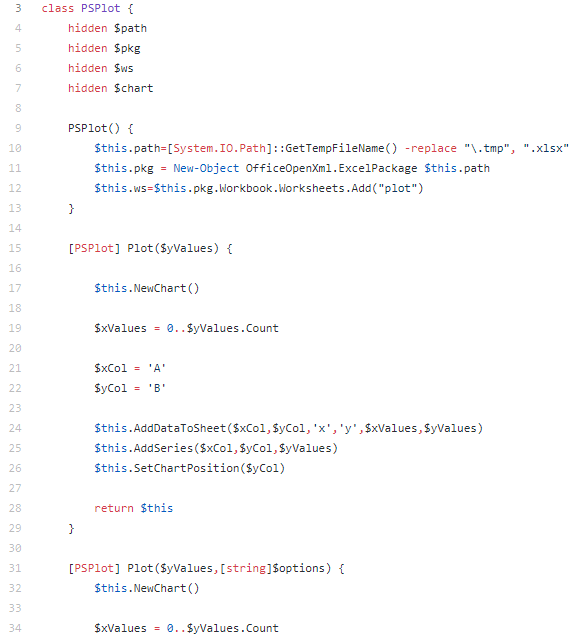 3 class PSPlot {
4     hidden $path
5     hidden $pkg
6     hidden $ws
7     hidden $chart
8
9     PSPlot() {
10         $this.path=[System.IO.Path]::GetTempFileName() -replace "\.tmp", ".xlsx"
11         $this.pkg = New-Object OfficeOpenXml.ExcelPackage $this.path
12         $this.ws=$this.pkg.Workbook.Worksheets.Add("plot")
13     }
14
15     [PSPlot] Plot($yValues) {
16
17         $this.NewChart()
18
19         $xValues = 0..$yValues.Count
20
21         $xCol = 'A'
22         $yCol = 'B'
23
24         $this.AddDataToSheet($xCol,$yCol,'x','y',$xValues,$yValues)
25         $this.AddSeries($xCol,$yCol,$yValues)
26         $this.SetChartPosition($yCol)
27
28         return $this
29     }
30
31     [PSPlot] Plot($yValues,[string]$options) {
32         $this.NewChart()
33
34         $xValues = 0..$yValues.Count